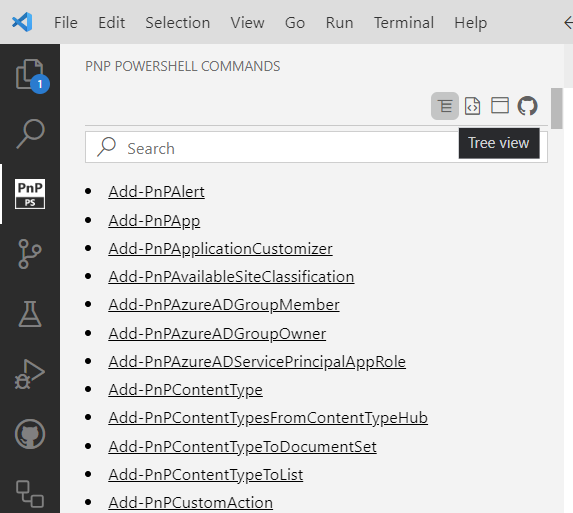 File Edit Selection View Go Run Terminal Help
PNP POWERSHELL COMMANDS
1
Tree view
Search
PnP
PS
Add-PnPAlert
Add-PnPApp
Add-PnPApplicationCustomizer
Add-PnPAvailableSiteClassification
Add-PnPAzureADGroupMember
Add-PnPAzureADGroupOwner
Add-PnPAzureADServicePrincipalAppRole
Add-PnPContentType
Add-PnPContentTypesFromContentTypeHub
Add-PnPContentTypeToDocumentSet
Add-PnPContentTypeToList
Add-PnPCustomAction